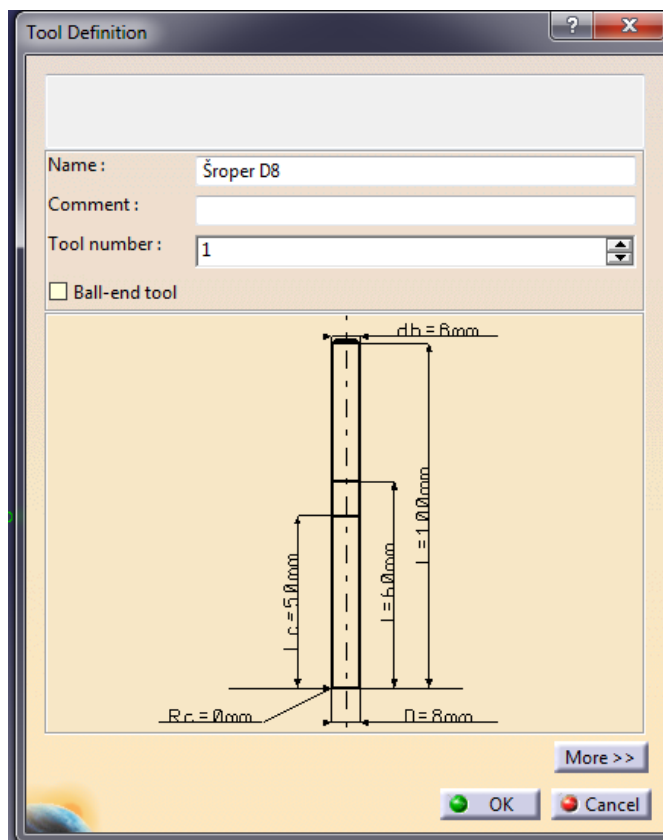 Tool Definition
?
X
Name :
Šroper D8
Comment :
Tool number :
1
Ball-end tool
db=8mm
L=100mm
l=60mm
Lc=50mm
Rc=0mm
D=8mm
More >>
OK
Cancel